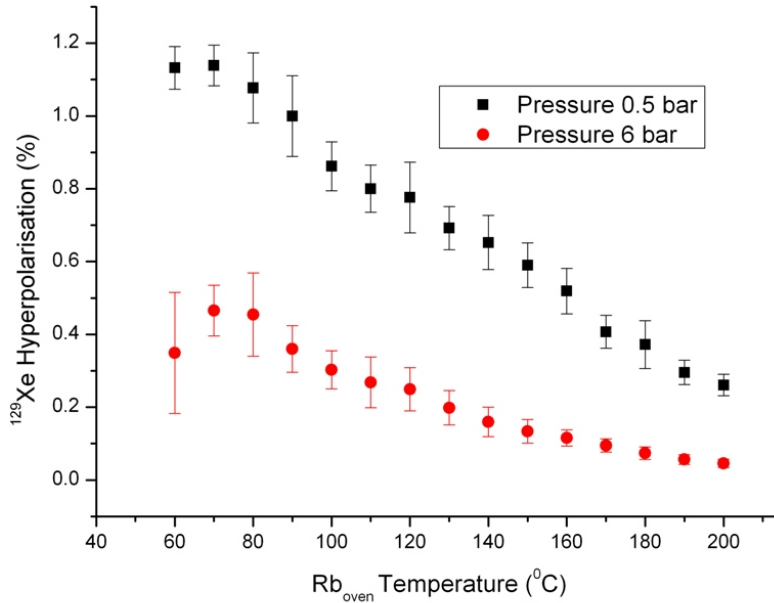 1.2
1.0
0.8
0.6
0.4
0.2
0.0
¹²⁹Xe Hyperpolarisation (%)
Pressure 0.5 bar
Pressure 6 bar
40 60 80 100 120 140 160 180 200
Rb_oven Temperature (⁰C)